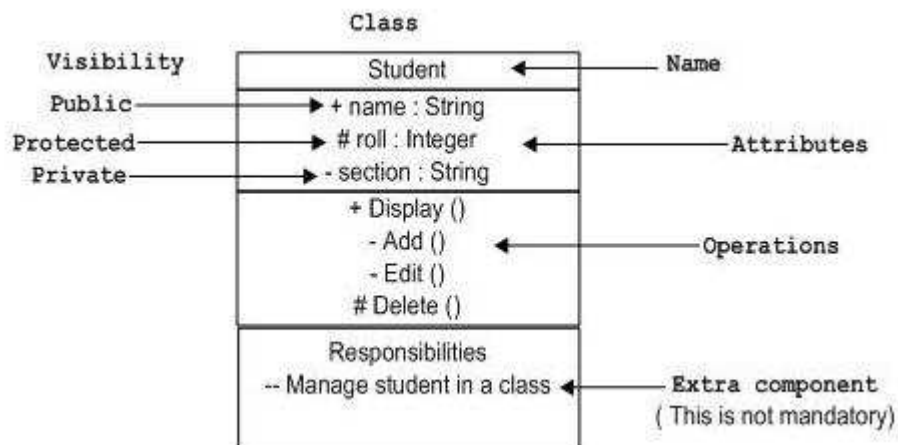 Class
Visibility
Student
Name
Public
+ name : String
Protected
# roll : Integer
Attributes
Private
- section : String
+ Display ()
- Add ()
Operations
- Edit ()
# Delete ()
Responsibilities
-- Manage student in a class
Extra component
( This is not mandatory)